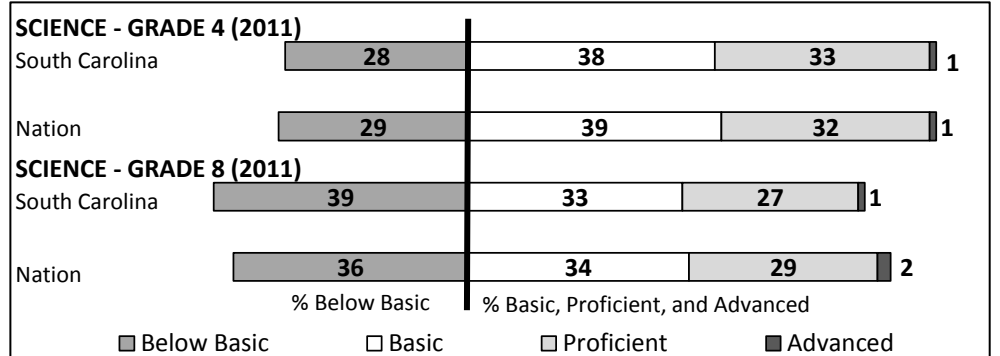 SCIENCE - GRADE 4 (2011)
South Carolina 28 38 33 1
Nation 29 39 32 1
SCIENCE - GRADE 8 (2011)
South Carolina 39 33 27 1
Nation 36 34 29 2
% Below Basic % Basic, Proficient, and Advanced
Below Basic Basic Proficient Advanced